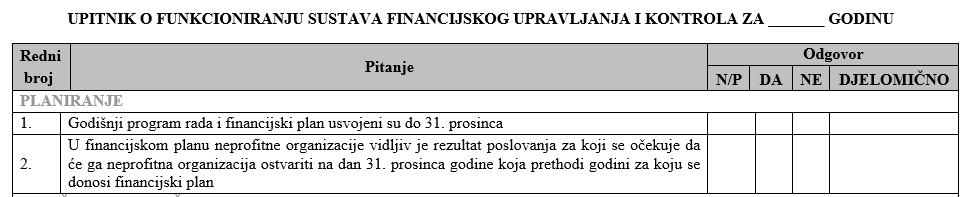 UPITNIK O FUNKCIONIRANJU SUSTAVA FINANCIJSKOG UPRAVLJANJA I KONTROLA ZA _______ GODINU
Redni broj
Pitanje
Odgovor
N/P DA NE DJELOMIČNO
PLANIRANJE
1. Godišnji program rada i financijski plan usvojeni su do 31. prosinca
2. U financijskom planu neprofitne organizacije vidljiv je rezultat poslovanja za koji se očekuje da
će ga neprofitna organizacija ostvariti na dan 31. prosinca godine koja prethodi godini za koju se
donosi financijski plan